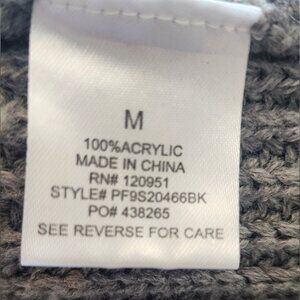 M
100%ACRYLIC
MADE IN CHINA
RN# 120951
STYLE# PF9S20466BK
PO# 438265
SEE REVERSE FOR CARE